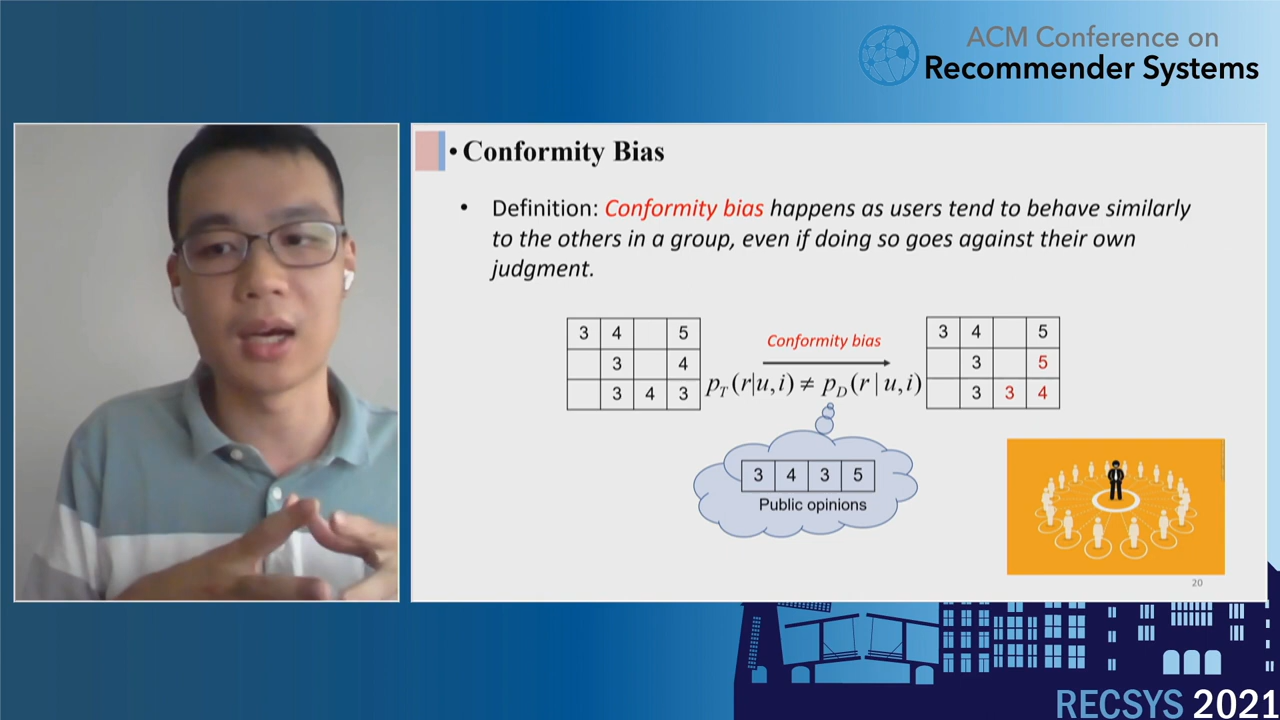 ACM Conference on
Recommender Systems
• Conformity Bias
• Definition: Conformity bias happens as users tend to behave similarly
to the others in a group, even if doing so goes against their own
judgment.
3 4 5
3 4
3 4 3
Conformity bias
p_T(r|u,i) ≠ p_D(r|u,i)
3 4 5
3 5
3 3 4
3 4 3 5
Public opinions
20
RECSYS 2021